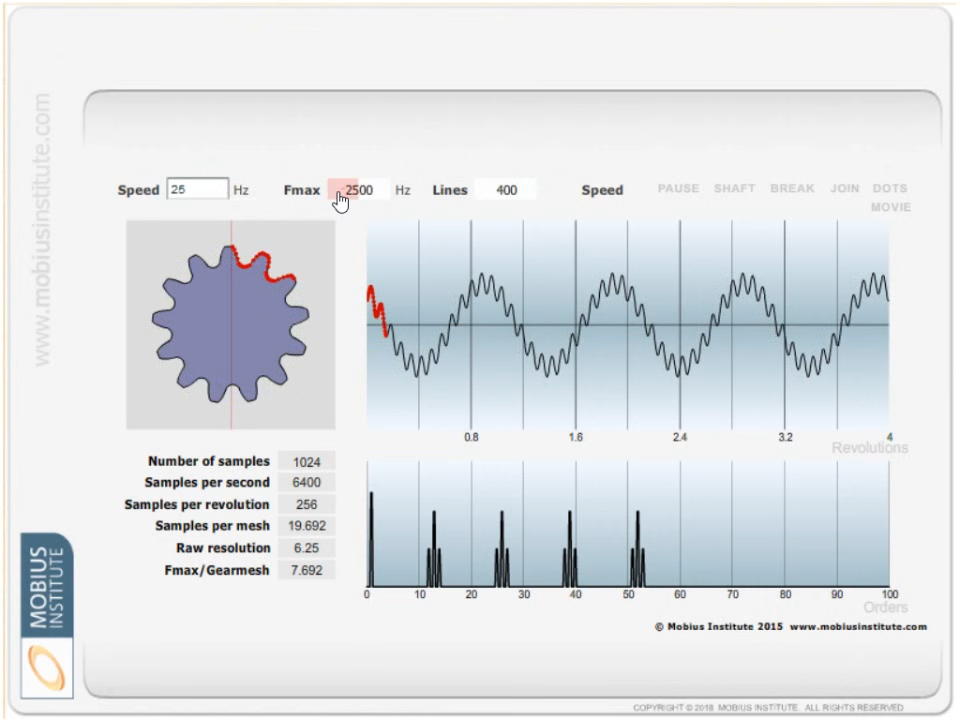 www.mobiusinstitute.com
Speed 25 Hz Fmax 2500 Hz Lines 400 Speed PAUSE SHAFT BREAK JOIN DOTS
MOVIE
0.8 1.6 2.4 3.2 4
Revolutions
Number of samples 1024
Samples per second 6400
Samples per revolution 256
Samples per mesh 19.692
Raw resolution 6.25
Fmax/Gearmesh 7.692
0 10 20 30 40 50 60 70 80 90 100
Orders
© Mobius Institute 2015 www.mobiusinstitute.com
MOBIUS
INSTITUTE
COPYRIGHT © 2018 MOBIUS INSTITUTE. ALL RIGHTS RESERVED